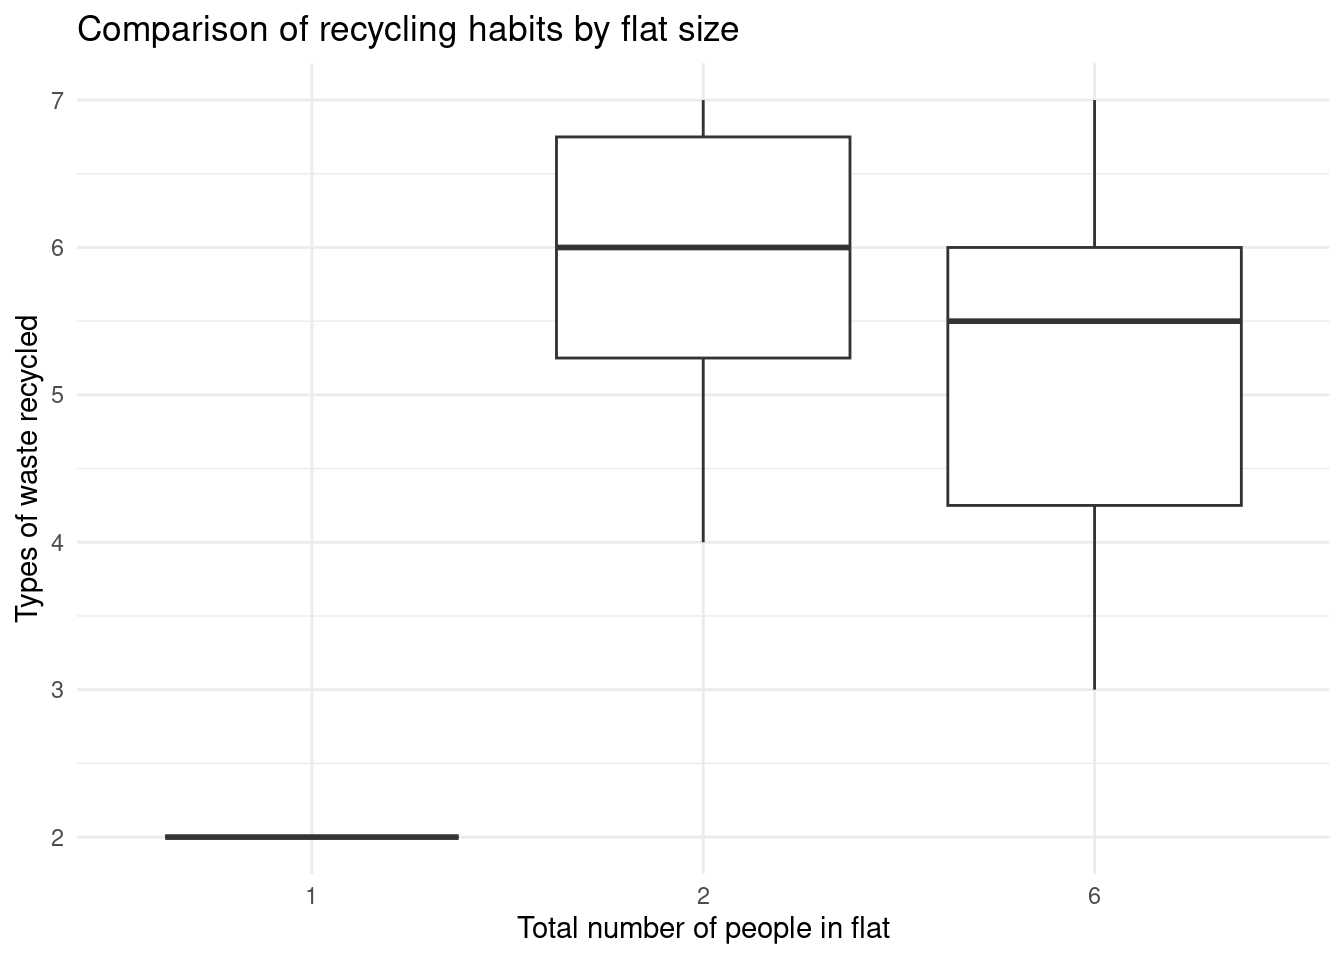 Comparison of recycling habits by flat size
Types of waste recycled
7
6
5
4
3
2
1 2 6
Total number of people in flat